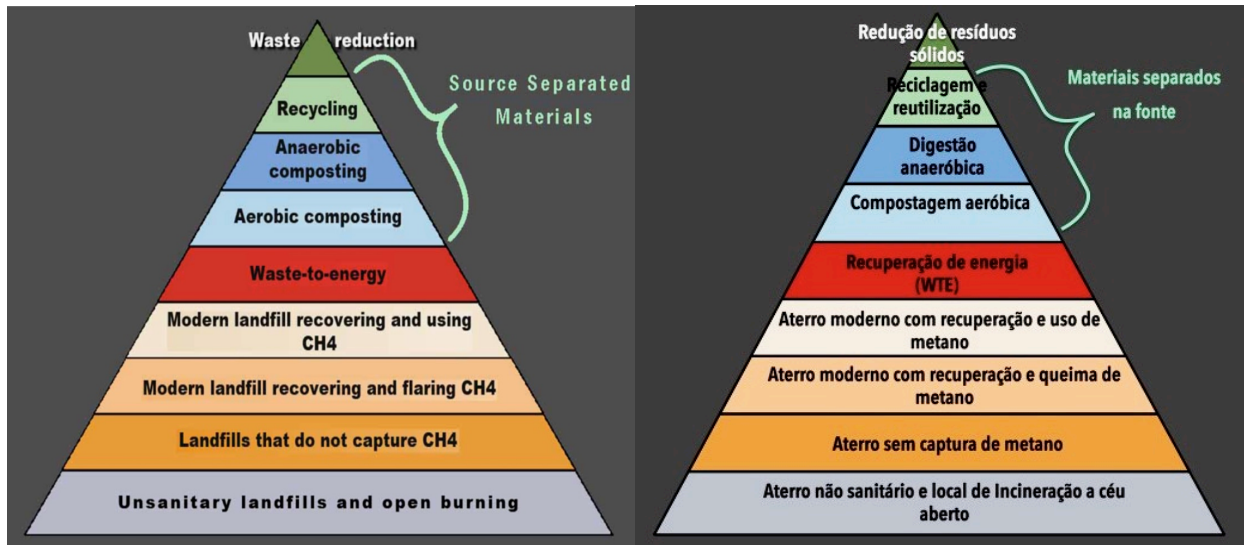 Waste reduction
Source Separated
Materials
Recycling
Anaerobic
composting
Aerobic composting
Waste-to-energy
Modern landfill recovering and using
CH4
Modern landfill recovering and flaring CH4
Landfills that do not capture CH4
Unsanitary landfills and open burning
Redução de resíduos
sólidos
Materiais separados
na fonte
Reciclagem e
reutilização
Digestão
anaeróbica
Compostagem aeróbica
Recuperação de energia
(WTE)
Aterro moderno com recuperação e uso de
metano
Aterro moderno com recuperação e queima de
metano
Aterro sem captura de metano
Aterro não sanitário e local de Incineração a céu
aberto